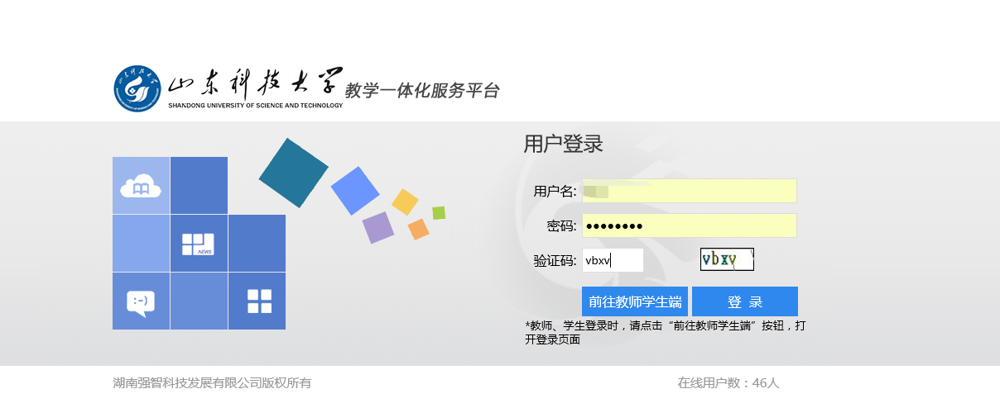 山东科技大学
SHANDONG UNIVERSITY OF SCIENCE AND TECHNOLOGY
教学一体化服务平台
用户登录
用户名:
密码: ●●●●●●●●
验证码: vbxv vbxv
NEWS
:-)
前往教师学生端 登 录
*教师、学生登录时，请点击“前往教师学生端”按钮，打
开登录页面
湖南强智科技发展有限公司版权所有 在线用户数：46人